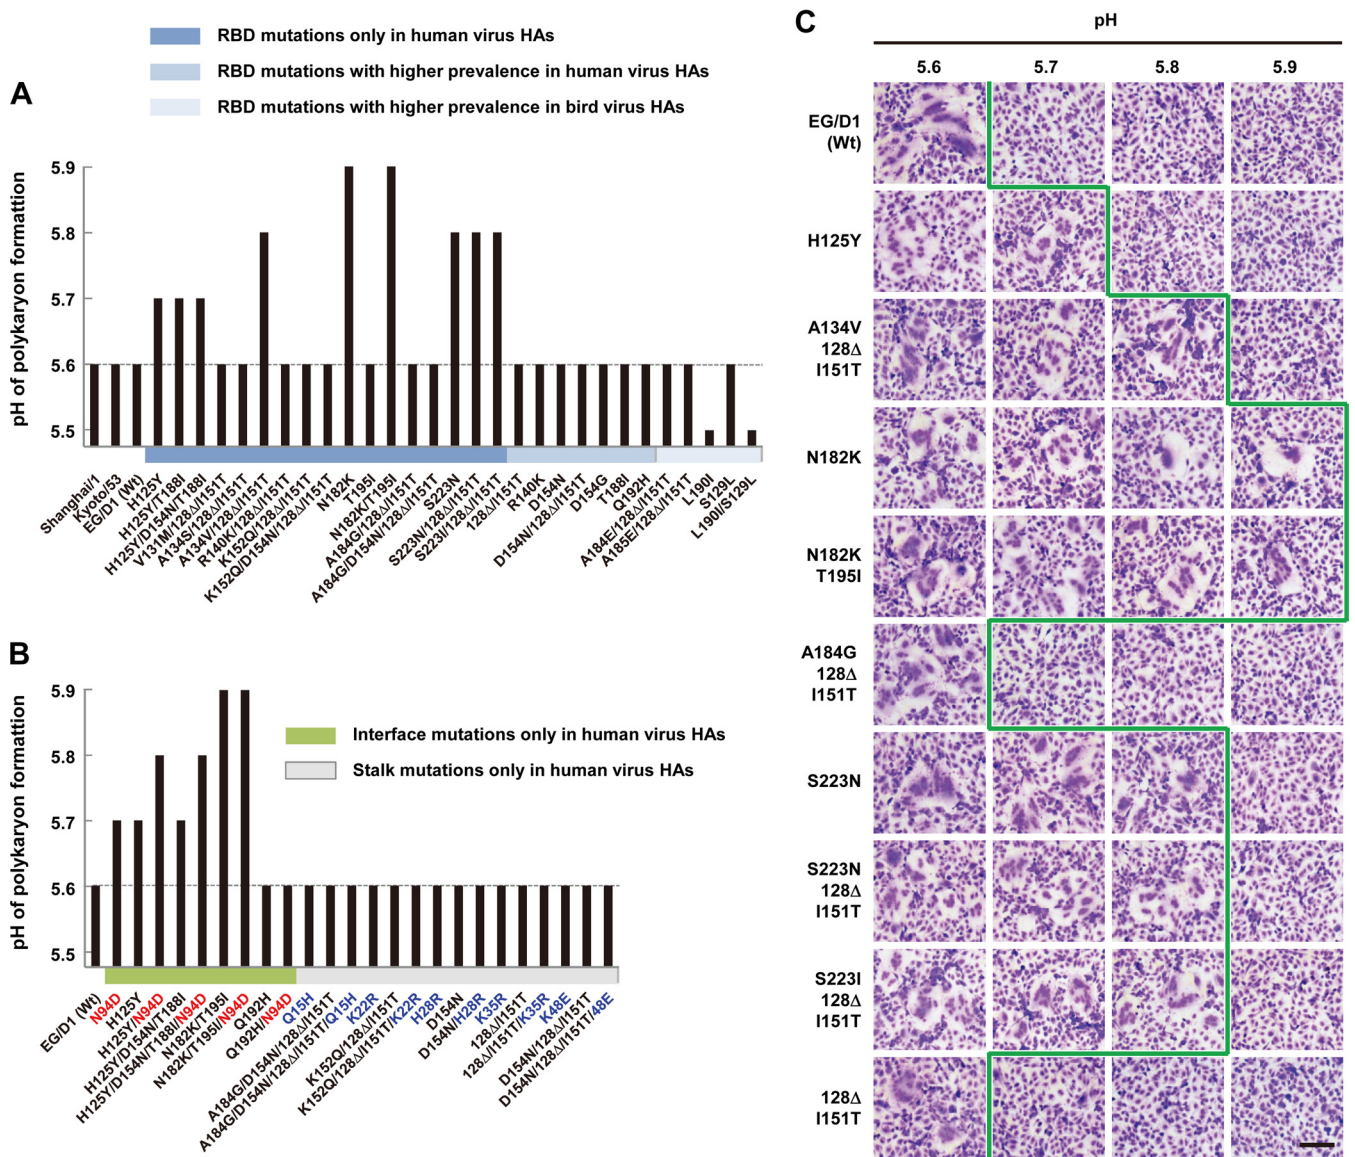 RBD mutations only in human virus HAs
RBD mutations with higher prevalence in human virus HAs
RBD mutations with higher prevalence in bird virus HAs
A
pH of polykaryon formation
5.9
5.8
5.7
5.6
5.5
Shanghai/1
Kyoto/53
EG/D1 (Wt)
H125Y
H125Y/T188I
H125Y/D154N/T188I
V131M/128Δ/I151T
A134S/128Δ/I151T
A134V/128Δ/I151T
R140K/128Δ/I151T
K152Q/128Δ/I151T
K152Q/D154N/128Δ/I151T
N182K
T195I
N182K/T195I
A184G/128Δ/I151T
A184G/D154N/128Δ/I151T
S223N
S223N/128Δ/I151T
S223I/128Δ/I151T
128Δ/I151T
R140K
D154N
D154N/128Δ/I151T
D154G
T188I
Q192H
A184E/128Δ/I151T
A185E/128Δ/I151T
L190I
S129L
L190I/S129L
B
pH of polykaryon formation
5.9
5.8
5.7
5.6
5.5
Interface mutations only in human virus HAs
Stalk mutations only in human virus HAs
EG/D1 (Wt)
N94D
H125Y
H125Y/N94D
H125Y/D154N/T188I
H125Y/D154N/T188I/N94D
N182K/T195I
N182K/T195I/N94D
Q192H
Q192H/N94D
Q15H
A184G/D154N/128Δ/I151T
A184G/D154N/128Δ/I151T/Q15H
K22R
K152Q/128Δ/I151T
K152Q/128Δ/I151T/K22R
H28R
D154N
D154N/H28R
K35R
128Δ/I151T
128Δ/I151T/K35R
K48E
D154N/128Δ/I151T
D154N/128Δ/I151T/48E
C
pH
5.6 5.7 5.8 5.9
EG/D1
(Wt)
H125Y
A134V
128Δ
I151T
N182K
N182K
T195I
A184G
128Δ
I151T
S223N
S223N
128Δ
I151T
S223I
128Δ
I151T
128Δ
I151T